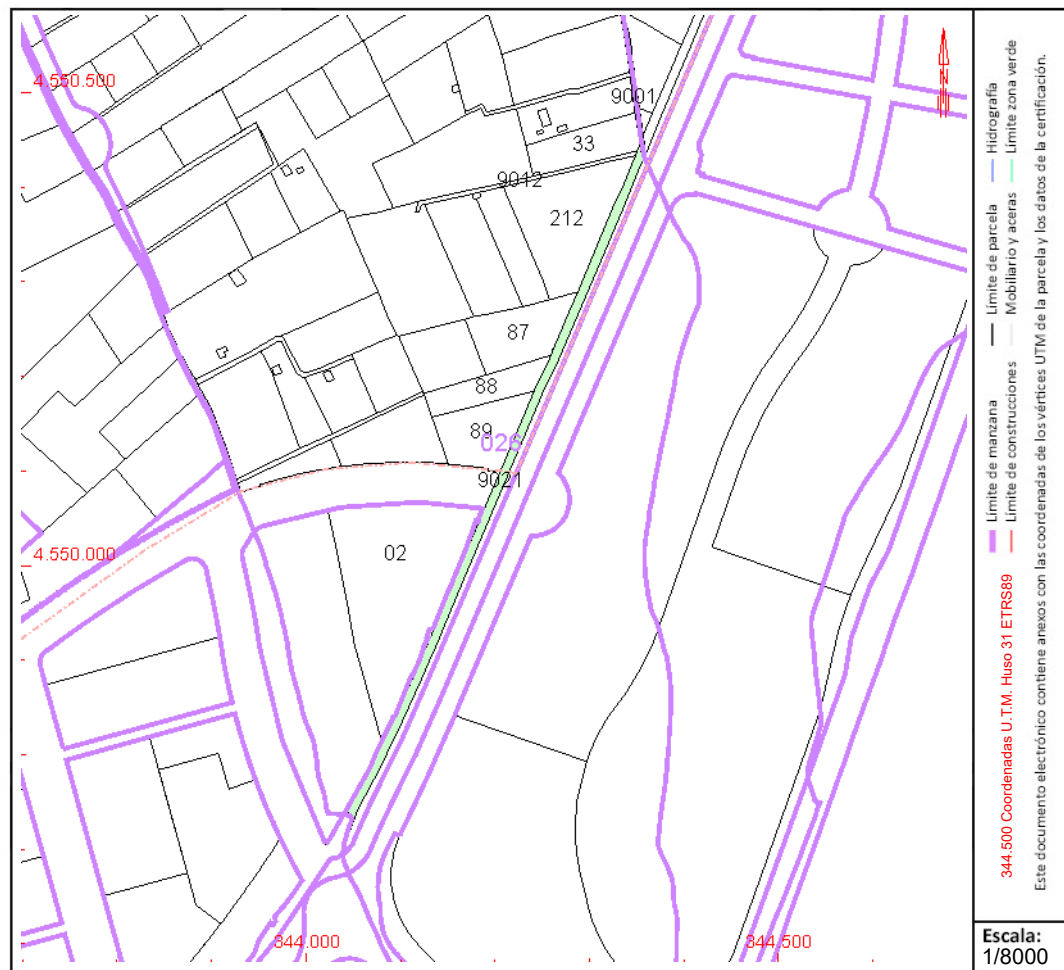 4.550.500
9001
33
9012
212
87
88
89
026
9021
4.550.000
02
344.000
344.500
N
Límite de manzana
Límite de parcela
Hidrografía
Límite de construcciones
Mobiliario y aceras
Límite zona verde
344.500 Coordenadas U.T.M. Huso 31 ETRS89
Este documento electrónico contiene anexos con las coordenadas de los vértices UTM de la parcela y los datos de la certificación.
Escala:
1/8000